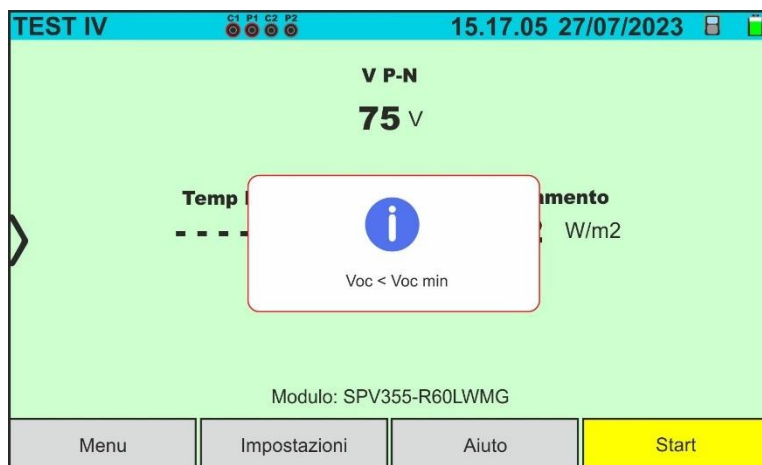 TEST IV C1 P1 C2 P2 15.17.05 27/07/2023
V P-N
75 V
Temp
- - - - W/m2
Voc < Voc min
Modulo: SPV355-R60LWMG
Menu Impostazioni Aiuto Start